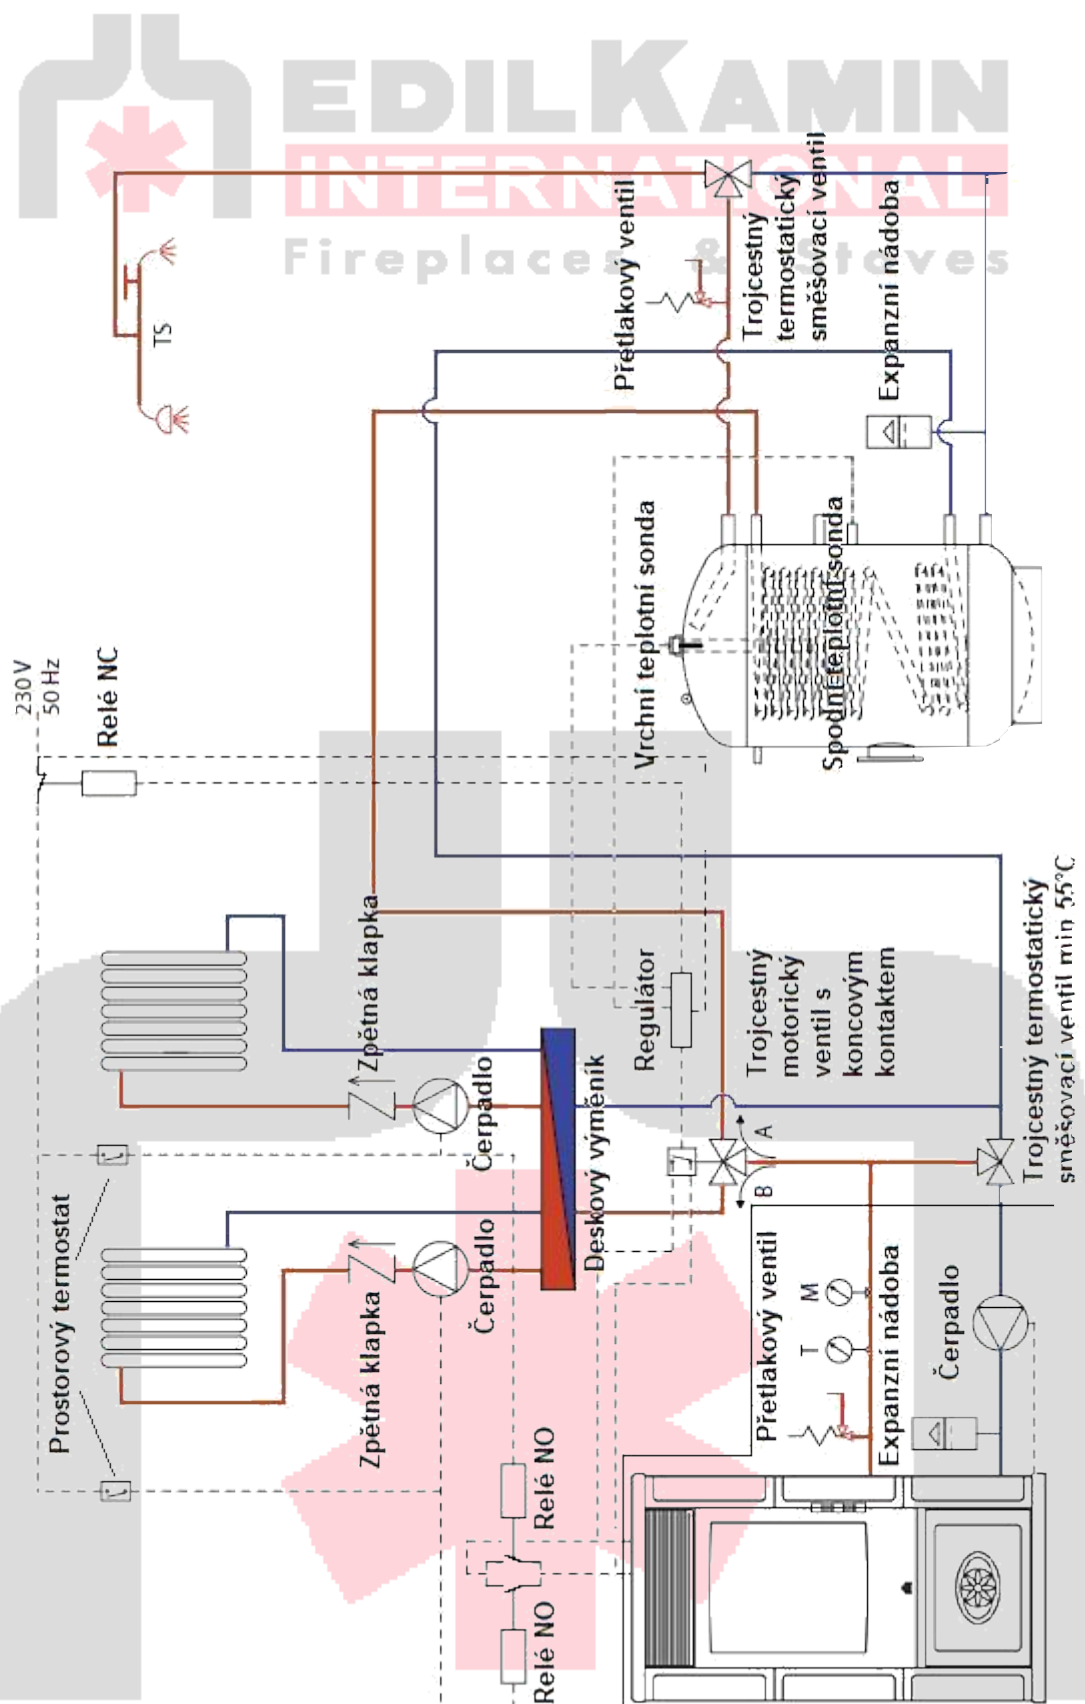 EDILKAMIN
INTERNATIONAL
Fireplaces & Stoves
TS
Přetlakový ventil
Trojcestný
termostatický
směšovací ventil
Expanzní nádoba
230 V
50 Hz
Relé NC
Vrchní teplotní sonda
Spodní teplotní sonda
Prostorový termostat
Zpětná klapka
Čerpadlo
Zpětná klapka
Čerpadlo
Deskový výměník
Regulátor
Trojcestný
motorický
ventil s
koncovým
kontaktem
A
B
Trojcestný termostatický
směšovací ventil min 55°C
Přetlakový ventil
T
M
Expanzní nádoba
Čerpadlo
Relé NO
Relé NO